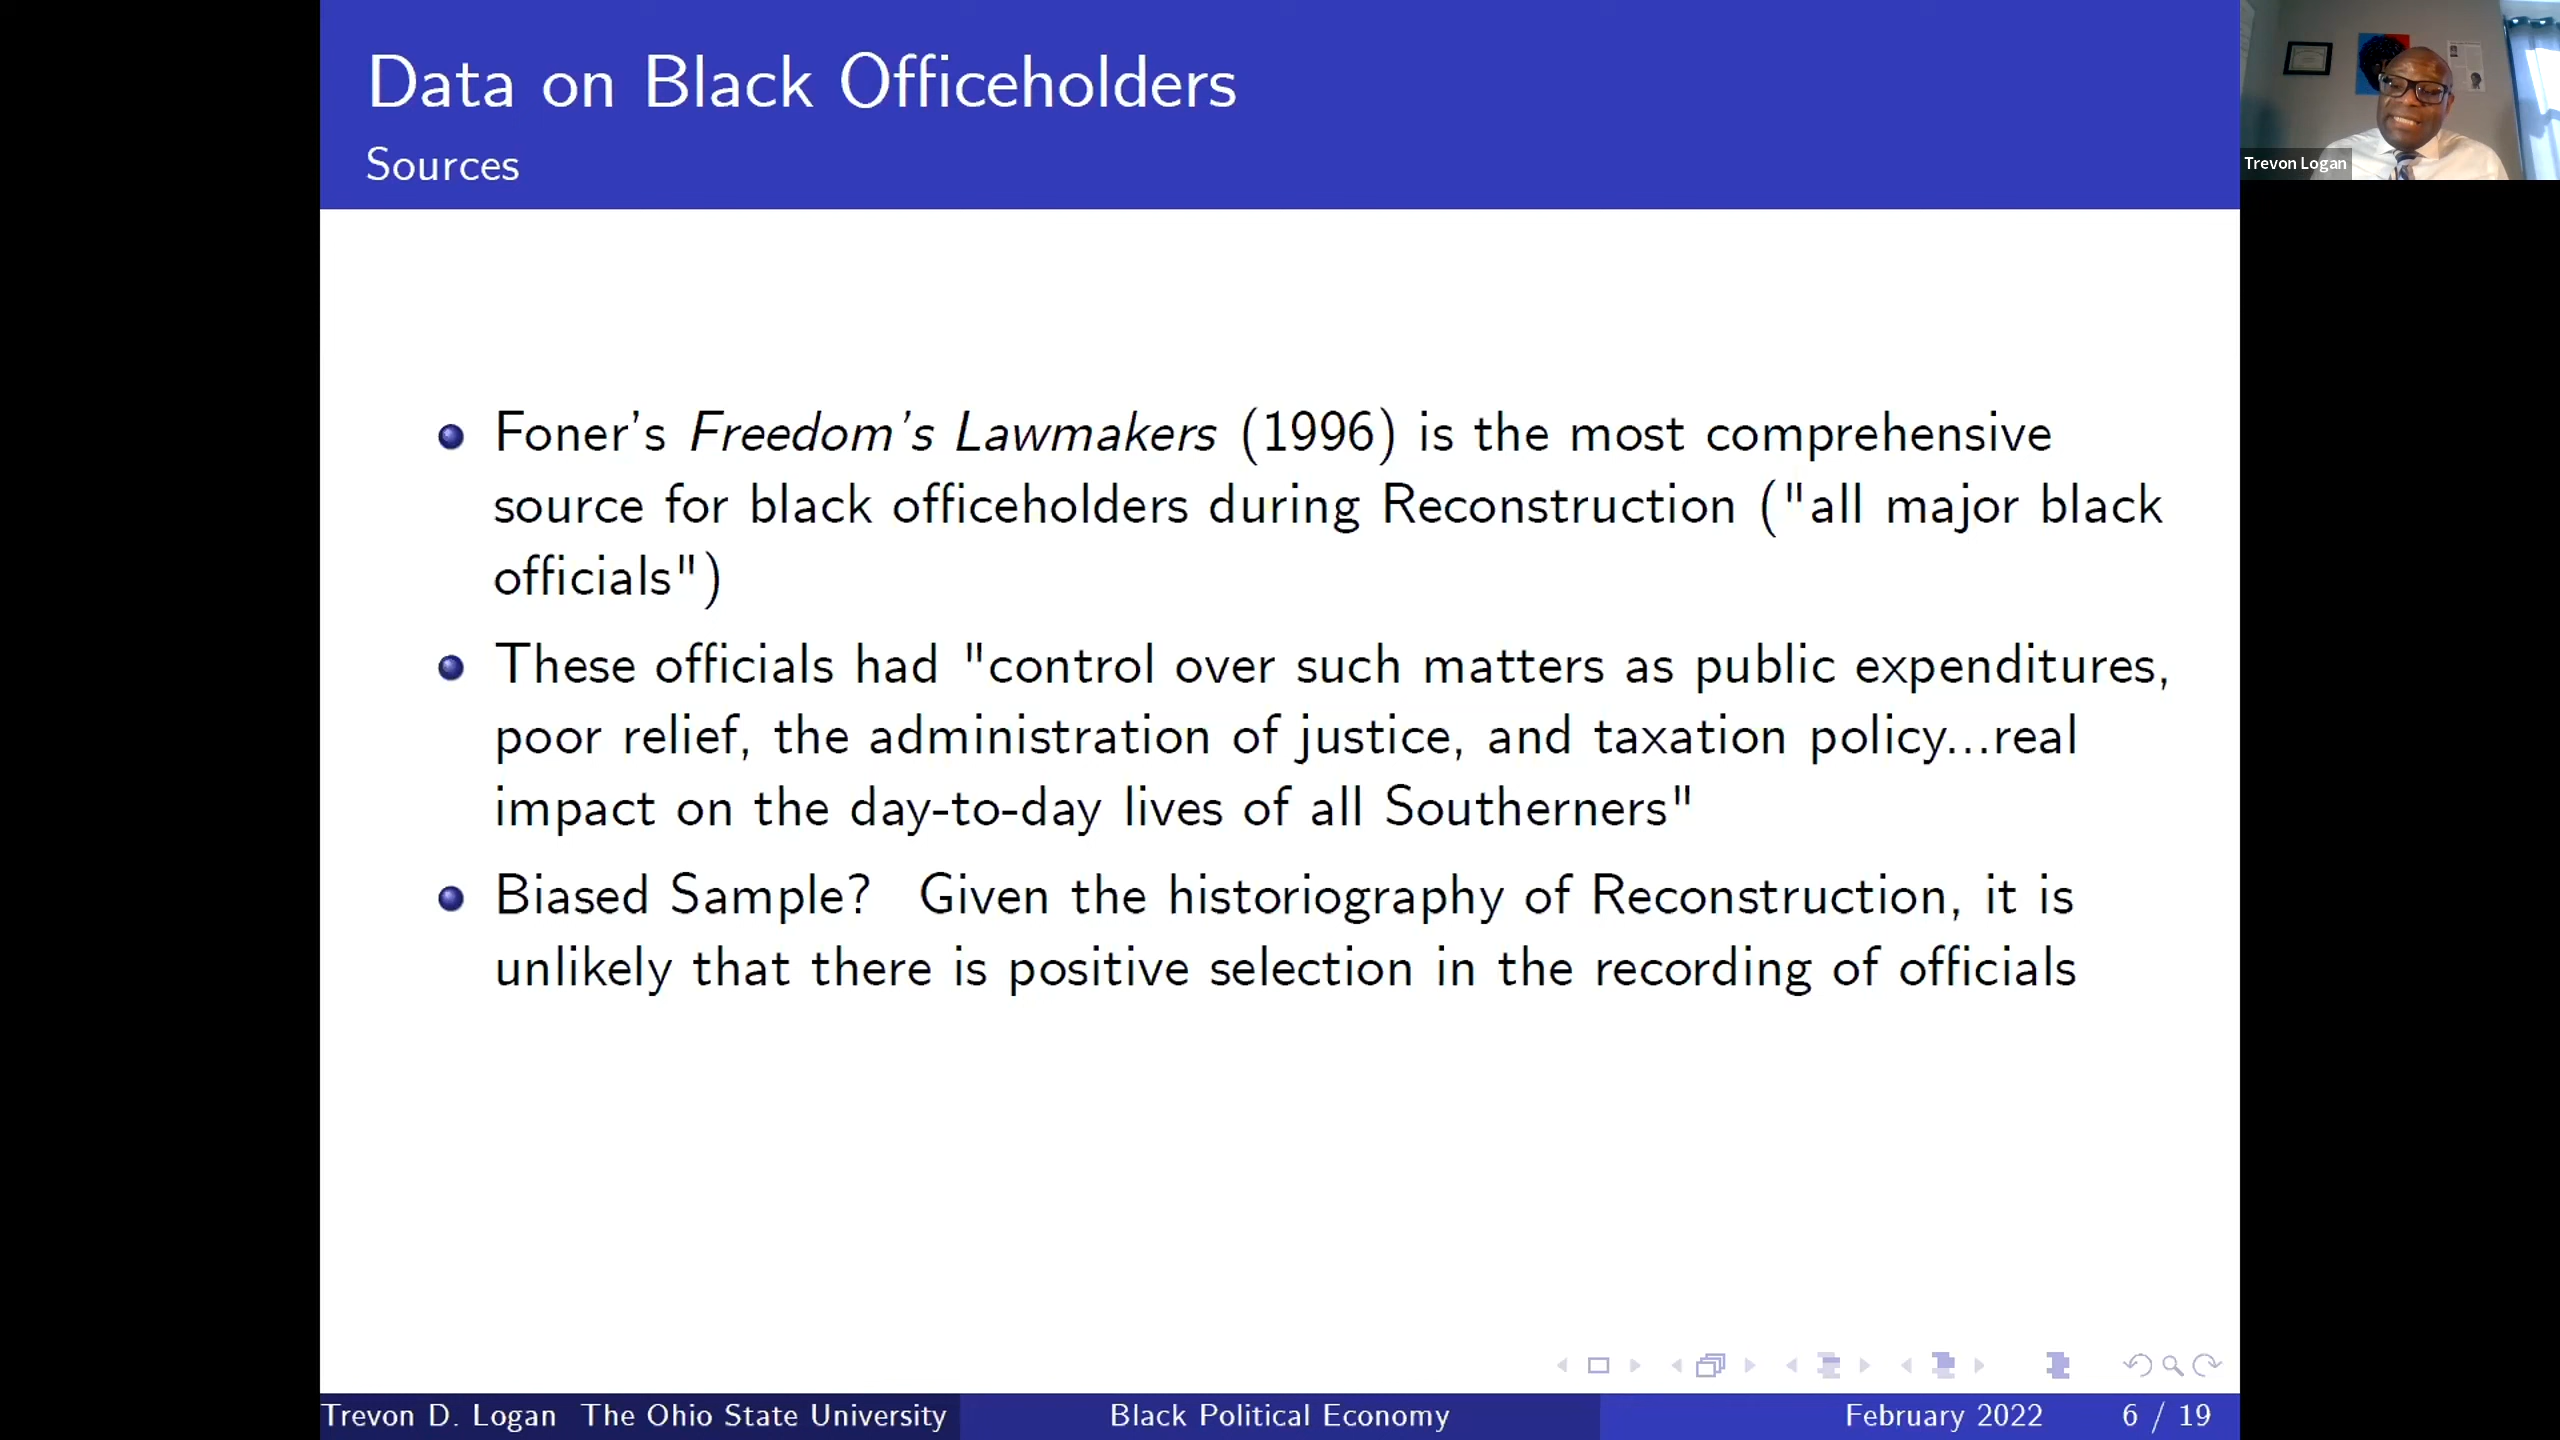 Data on Black Officeholders
Sources
Trevon Logan
Foner's Freedom's Lawmakers (1996) is the most comprehensive
source for black officeholders during Reconstruction ("all major black
officials")
These officials had "control over such matters as public expenditures,
poor relief, the administration of justice, and taxation policy...real
impact on the day-to-day lives of all Southerners"
Biased Sample? Given the historiography of Reconstruction, it is
unlikely that there is positive selection in the recording of officials
Trevon D. Logan The Ohio State University
Black Political Economy
February 2022
6 / 19